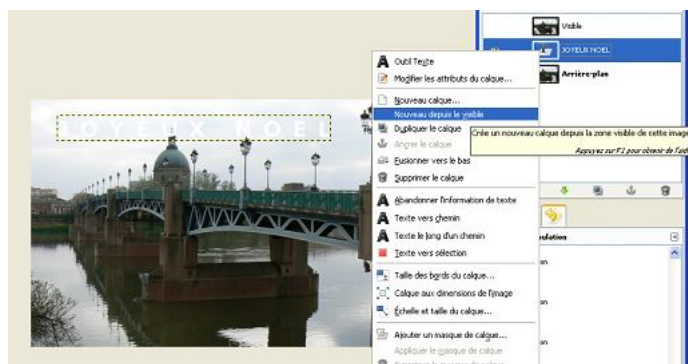 Visible
JOYEUX NOEL
Arrière-plan
JOYEUX NOEL
Outil Texte
Modifier les attributs du calque...
Nouveau calque...
Nouveau depuis le visible
Dupliquer le calque
Crée un nouveau calque depuis la zone visible de cette image
Appuyez sur F1 pour obtenir de l'aide
Ancrer le calque
Fusionner vers le bas
Supprimer le calque
Abandonner l'information de texte
Texte vers chemin
Texte le long d'un chemin
Texte vers sélection
Taille des bords du calque...
Calque aux dimensions de l'image
Échelle et taille du calque...
Ajouter un masque de calque...
Appliquer le masque de calque